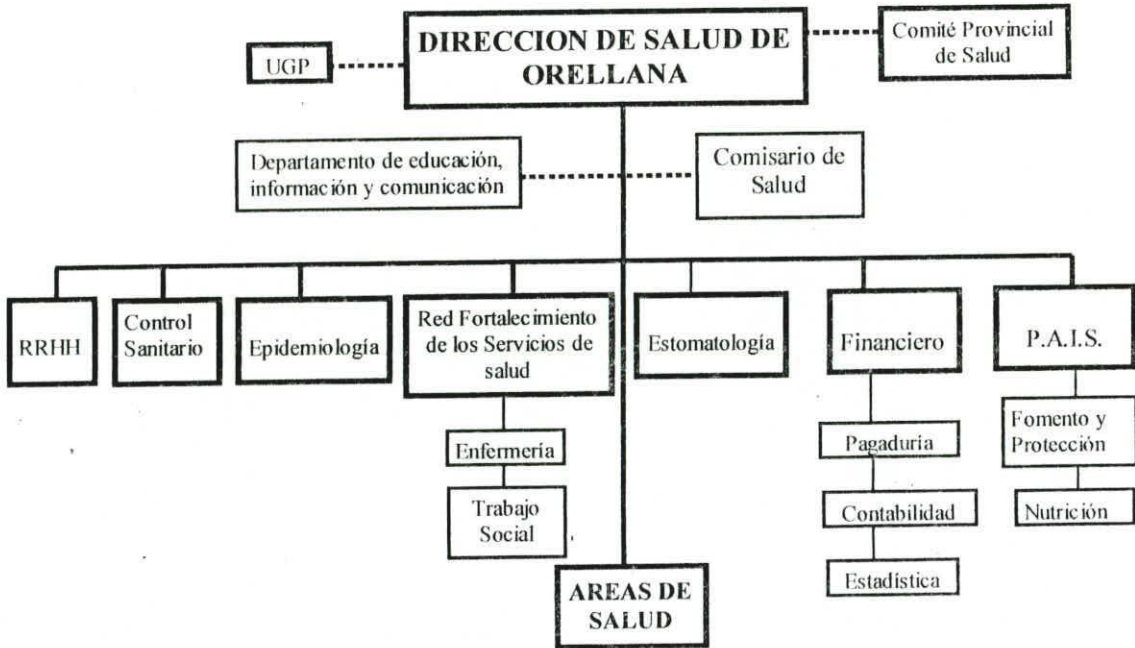 DIRECCION DE SALUD DE
ORELLANA
UGP
Comité Provincial
de Salud
Departamento de educación,
información y comunicación
Comisario de
Salud
RRHH
Control
Sanitario
Epidemiología
Red Fortalecimiento
de los Servicios de
salud
Estomatología
Financiero
P.A.I.S.
Enfermería
Trabajo
Social
Pagaduría
Contabilidad
Estadística
Fomento y
Protección
Nutrición
AREAS DE
SALUD